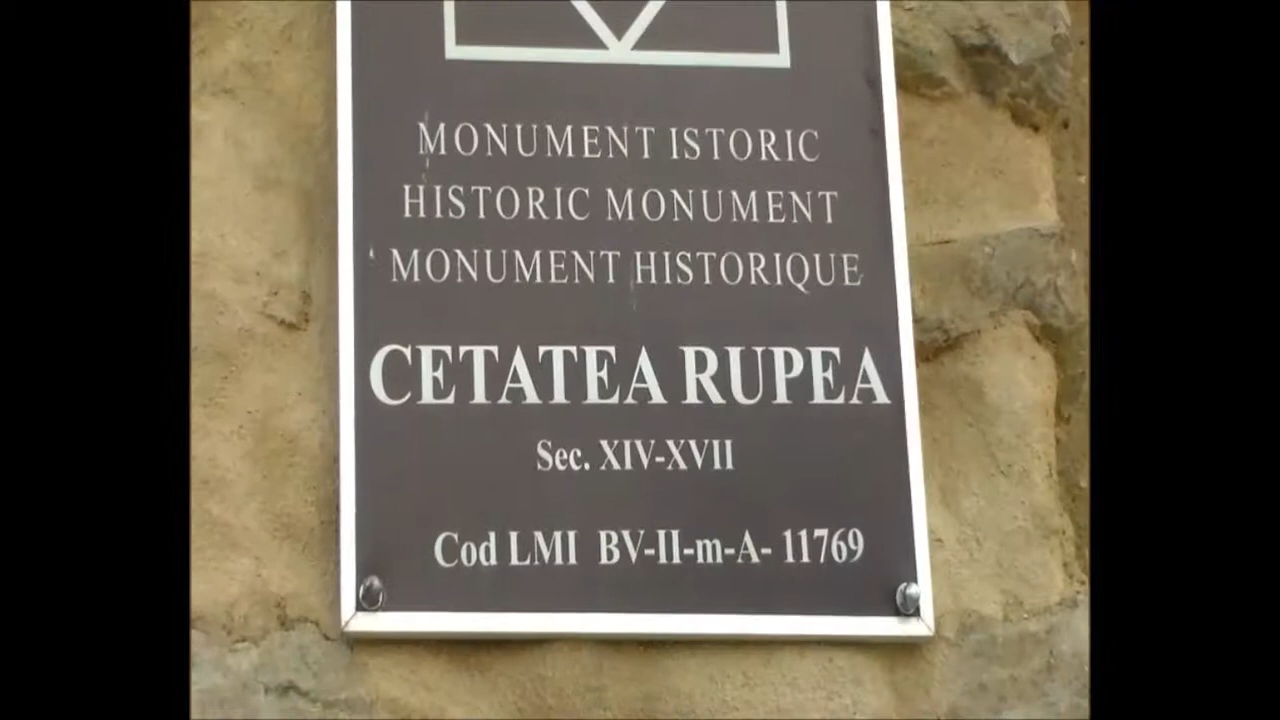 MONUMENT ISTORIC
HISTORIC MONUMENT
MONUMENT HISTORIQUE
CETATEA RUPEA
Sec. XIV-XVII
Cod LMI BV-II-m-A- 11769